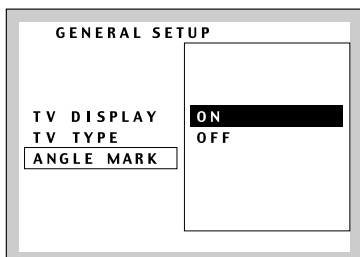 GENERAL SETUP
TV DISPLAY
TV TYPE
ANGLE MARK
ON
OFF